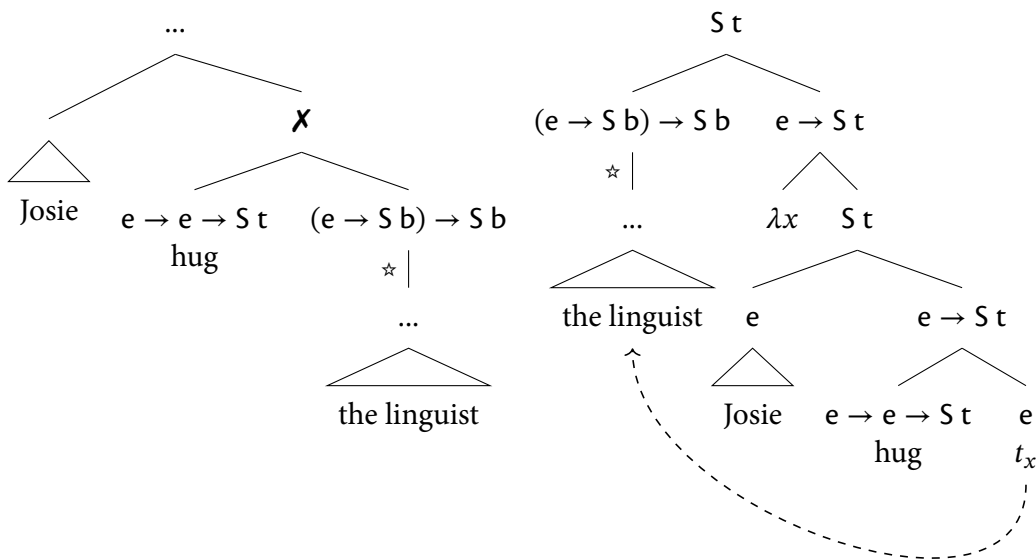 ...
✗
Josie
e → e → S t (e → S b) → S b
hug
☆
...
the linguist
S t
(e → S b) → S b e → S t
☆
... λx S t
the linguist e e → S t
Josie e → e → S t e
hug t_x